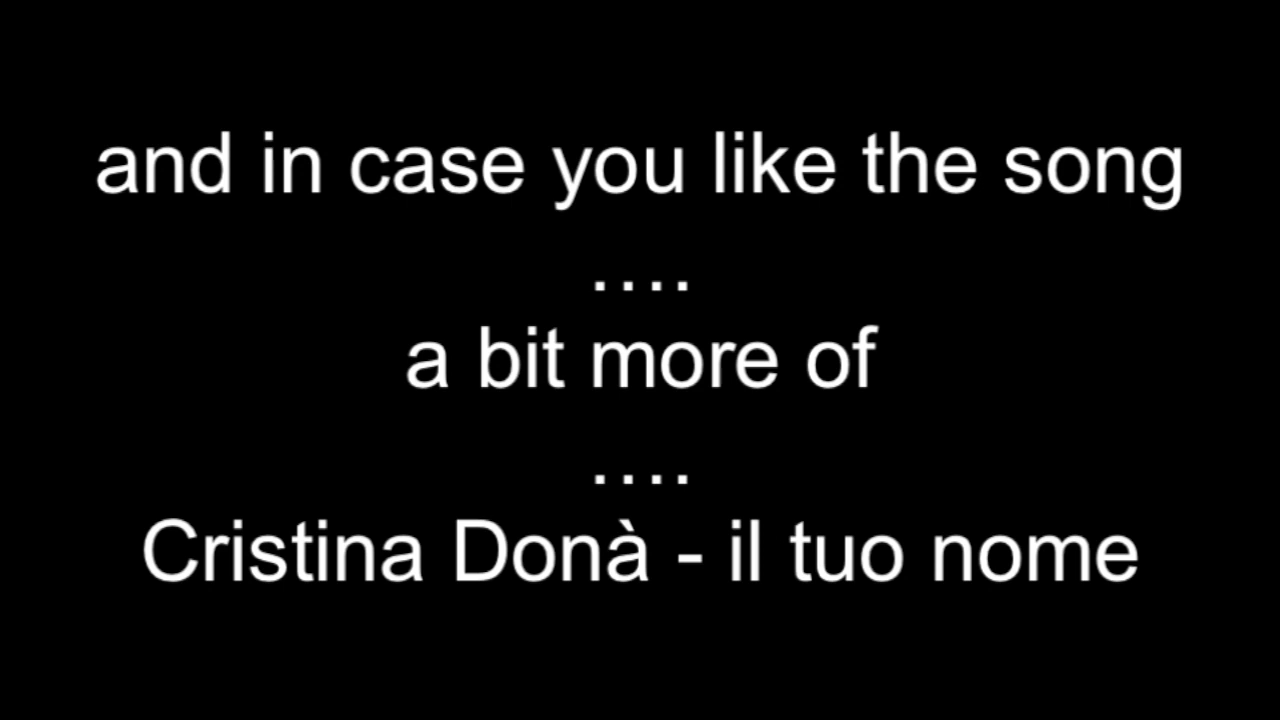 and in case you like the song
....
a bit more of
....
Cristina Donà - il tuo nome